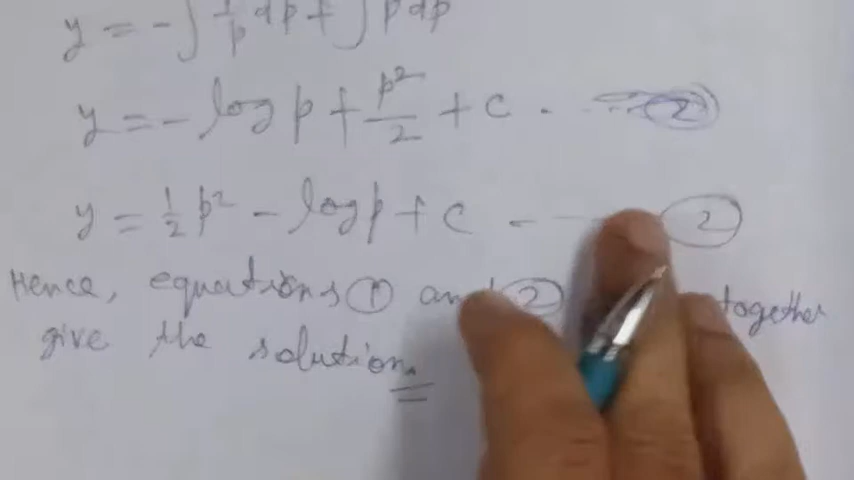 y = - ∫ 1/p dp + ∫ p dp
y = - log p + p²/2 + c - - - (2)
y = 1/2 p² - log p + c - - - (2)
Hence, equations (1) and (2) together
give the solution.